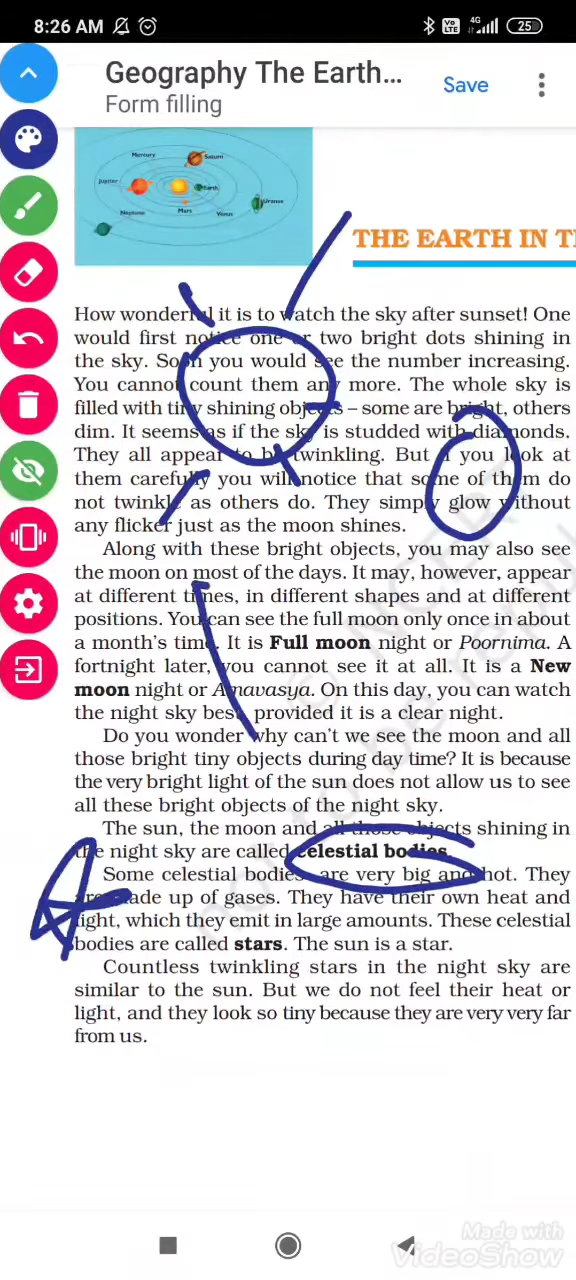 8:26 AM
Vo
LTE
4G
25
Geography The Earth...
Save
Form filling
Mercury
Saturn
Jupiter
Earth
Uranus
Neptune
Mars
Venus
THE EARTH IN T
How wonderful it is to watch the sky after sunset! One
would first notice one or two bright dots shining in
the sky. Soon you would see the number increasing.
You cannot count them any more. The whole sky is
filled with tiny shining objects – some are bright, others
dim. It seems as if the sky is studded with diamonds.
They all appear to be twinkling. But if you look at
them carefully you will notice that some of them do
not twinkle as others do. They simply glow without
any flicker just as the moon shines.
Along with these bright objects, you may also see
the moon on most of the days. It may, however, appear
at different times, in different shapes and at different
positions. You can see the full moon only once in about
a month's time. It is Full moon night or Poornima. A
fortnight later, you cannot see it at all. It is a New
moon night or Amavasya. On this day, you can watch
the night sky best, provided it is a clear night.
Do you wonder why can't we see the moon and all
those bright tiny objects during day time? It is because
the very bright light of the sun does not allow us to see
all these bright objects of the night sky.
The sun, the moon and all those objects shining in
the night sky are called celestial bodies.
Some celestial bodies are very big and hot. They
are made up of gases. They have their own heat and
light, which they emit in large amounts. These celestial
bodies are called stars. The sun is a star.
Countless twinkling stars in the night sky are
similar to the sun. But we do not feel their heat or
light, and they look so tiny because they are very very far
from us.
© NCERT
not to be repu
Made with
VideoShow